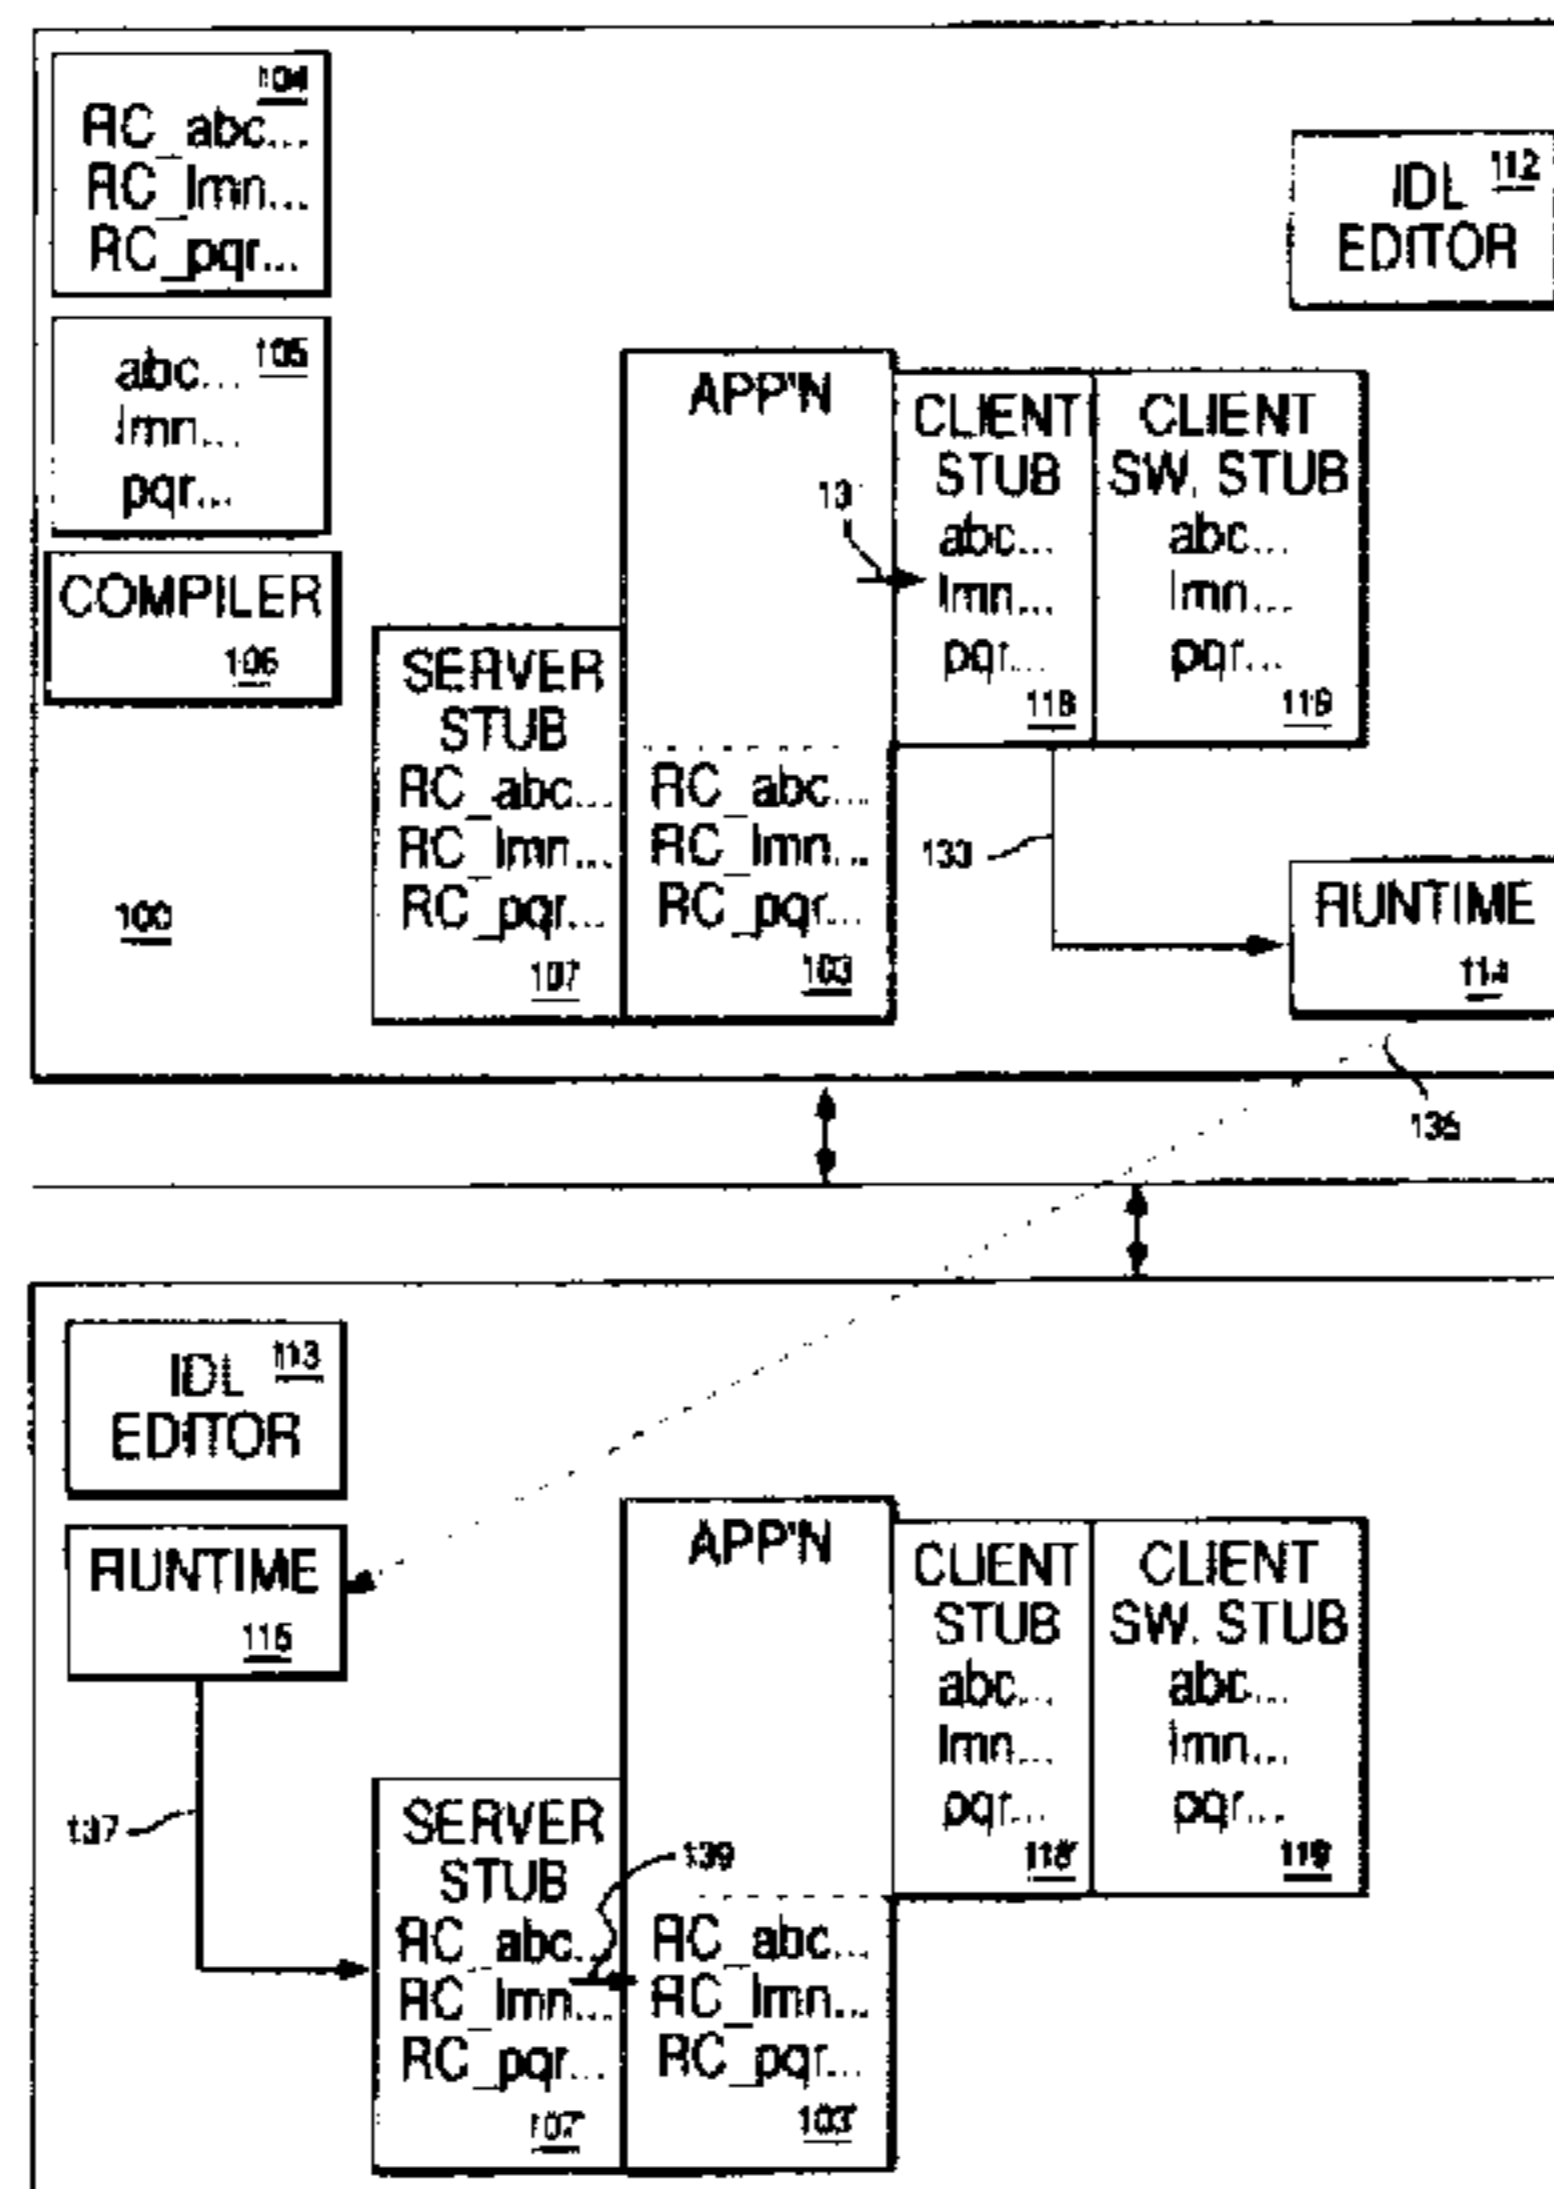 104
RC_abc...
RC_lmn...
RC_pqr...
IDL 112
EDITOR
abc... 105
lmn...
pqr...
COMPILER
106
APP'N
CLIENT
STUB
abc...
lmn...
pqr...
118
CLIENT
SW. STUB
abc...
lmn...
pqr...
119
13
SERVER
STUB
RC_abc...
RC_lmn...
RC_pqr...
107
RC_abc...
RC_lmn...
RC_pqr...
103
133
100
RUNTIME
114
135
IDL 113
EDITOR
RUNTIME
115
APP'N
CLIENT
STUB
abc...
lmn...
pqr...
118'
CLIENT
SW. STUB
abc...
lmn...
pqr...
119'
137
SERVER
STUB
RC_abc...
RC_lmn...
RC_pqr...
107'
139
RC_abc...
RC_lmn...
RC_pqr...
103'